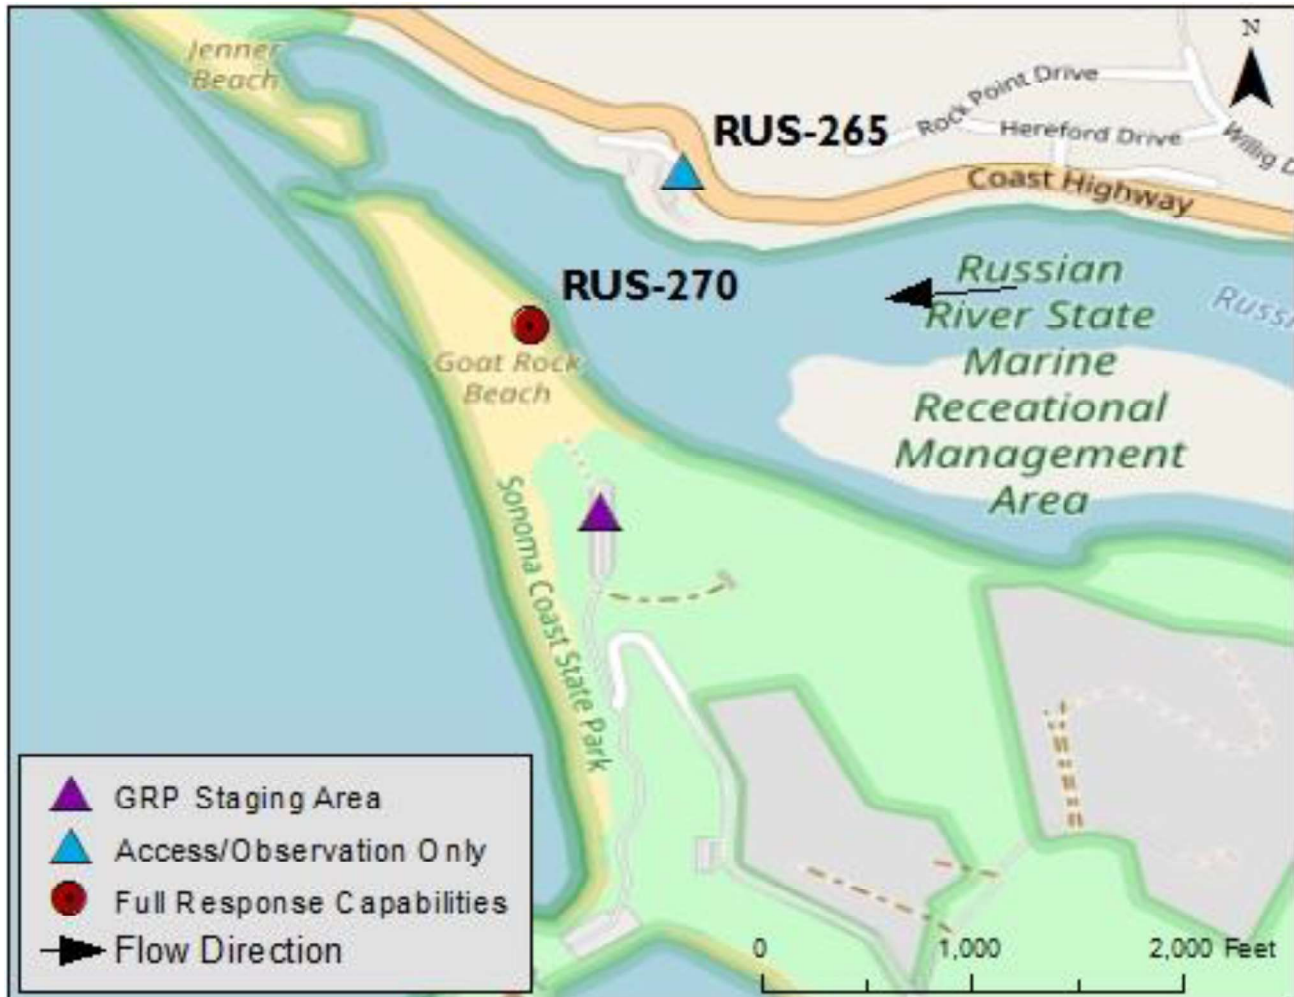 Jenner
Beach
N
Rock Point Drive
RUS-265
Hereford Drive
Willig D
Coast Highway
Russian
River State
Marine
Receational
Management
Area
Russi
RUS-270
Goat Rock
Beach
Sonoma Coast State Park
GRP Staging Area
Access/Observation Only
Full Response Capabilities
Flow Direction
0 1,000 2,000 Feet